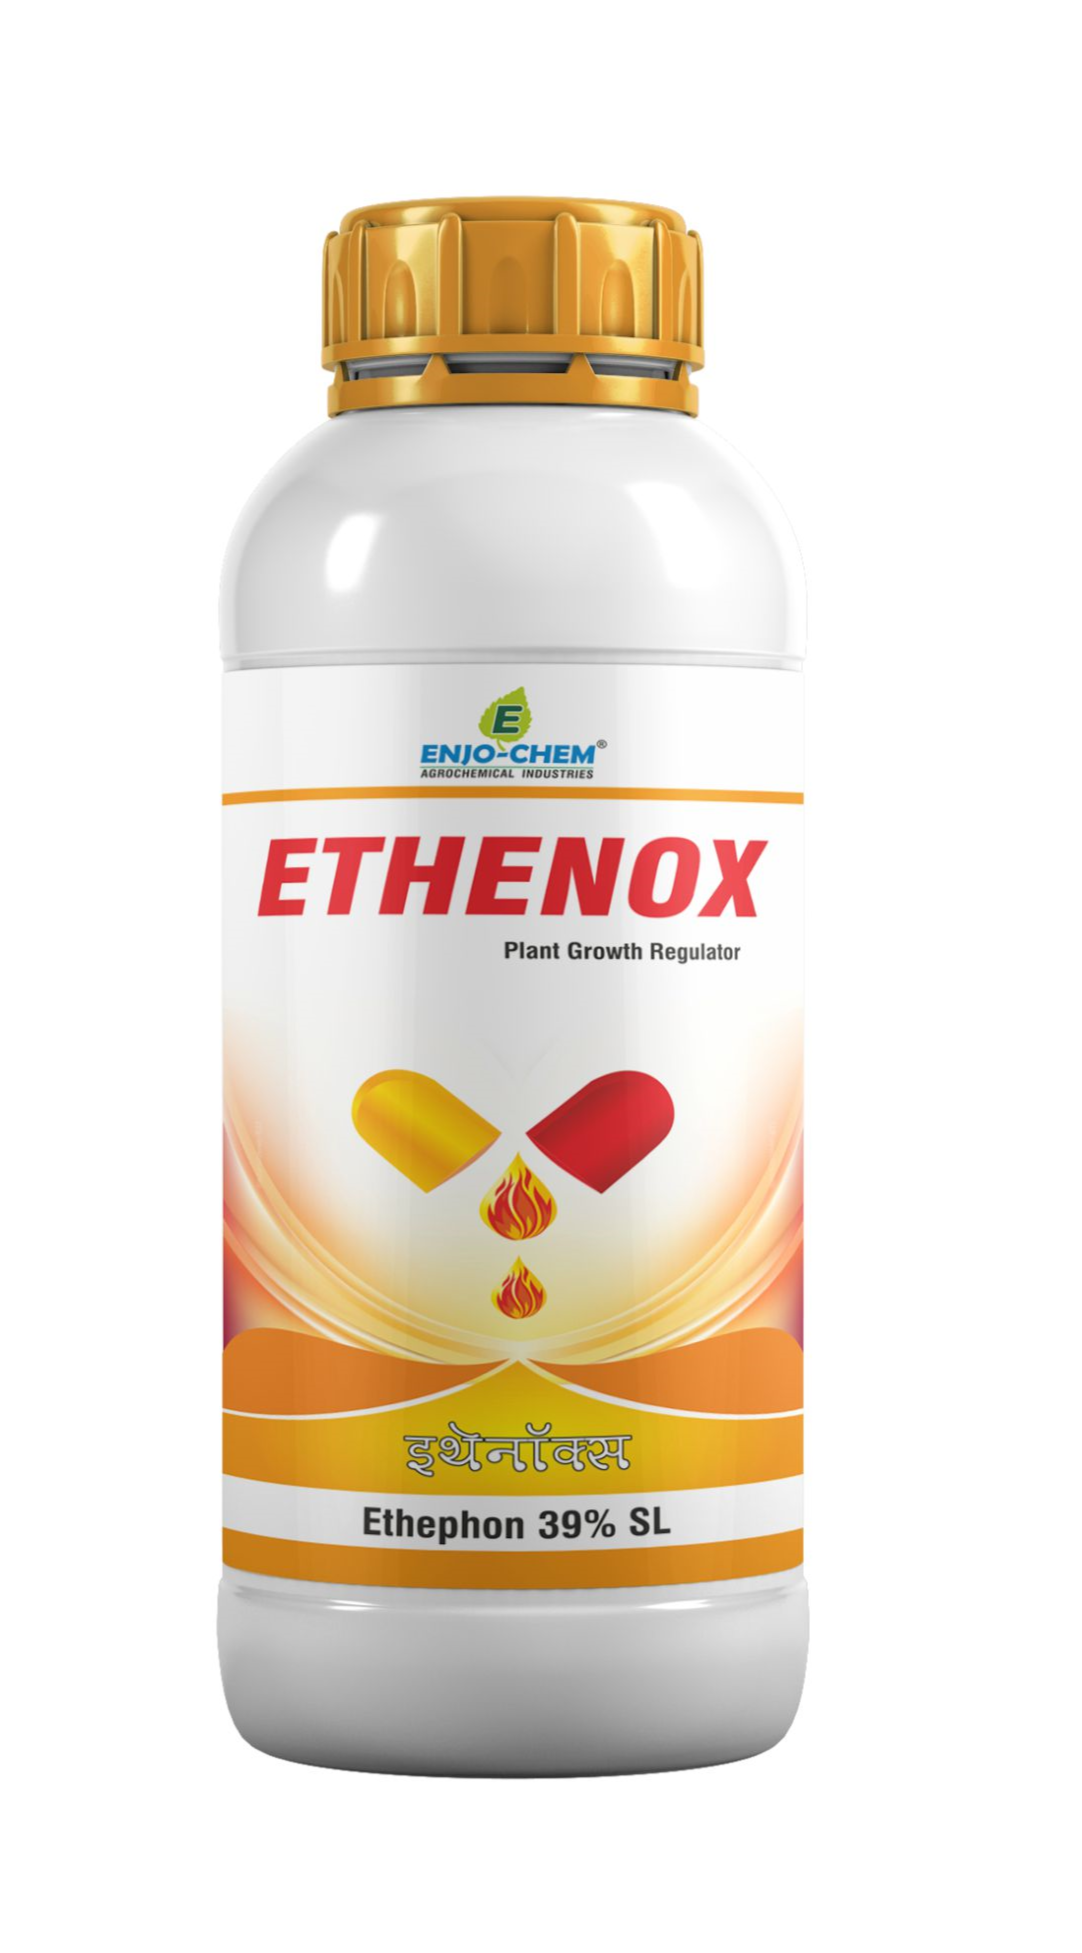 E
ENJO-CHEM®
AGROCHEMICAL INDUSTRIES
ETHENOX
Plant Growth Regulator
इथेनॉक्स
Ethephon 39% SL